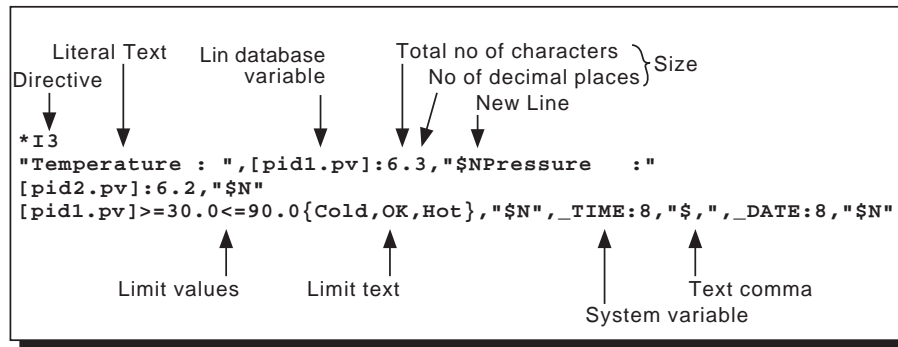 Literal Text Lin database Total no of characters
variable Size
Directive No of decimal places
New Line
*I3
"Temperature : ",[pid1.pv]:6.3,"$NPressure   :"
[pid2.pv]:6.2,"$N"
[pid1.pv]>=30.0<=90.0{Cold,OK,Hot},"$N",_TIME:8,"$,",_DATE:8,"$N"
Limit values Limit text Text comma
System variable